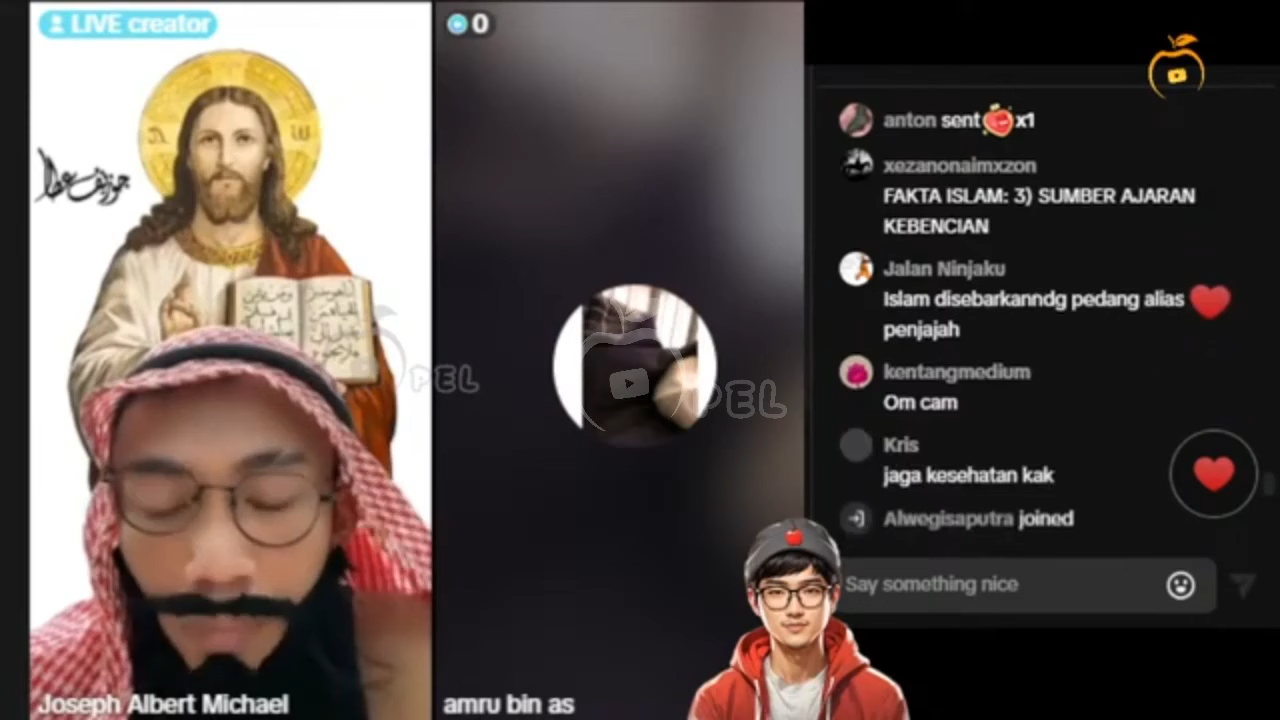 LIVE creator
0
anton sent x1
xezanonaimxzon
FAKTA ISLAM: 3) SUMBER AJARAN
KEBENCIAN
Jalan Ninjaku
Islam disebarkanndg pedang alias
penjajah
kentangmedium
Om cam
Kris
jaga kesehatan kak
Alwegisaputra joined
Say something nice
PEL
PEL
Joseph Albert Michael
amru bin as